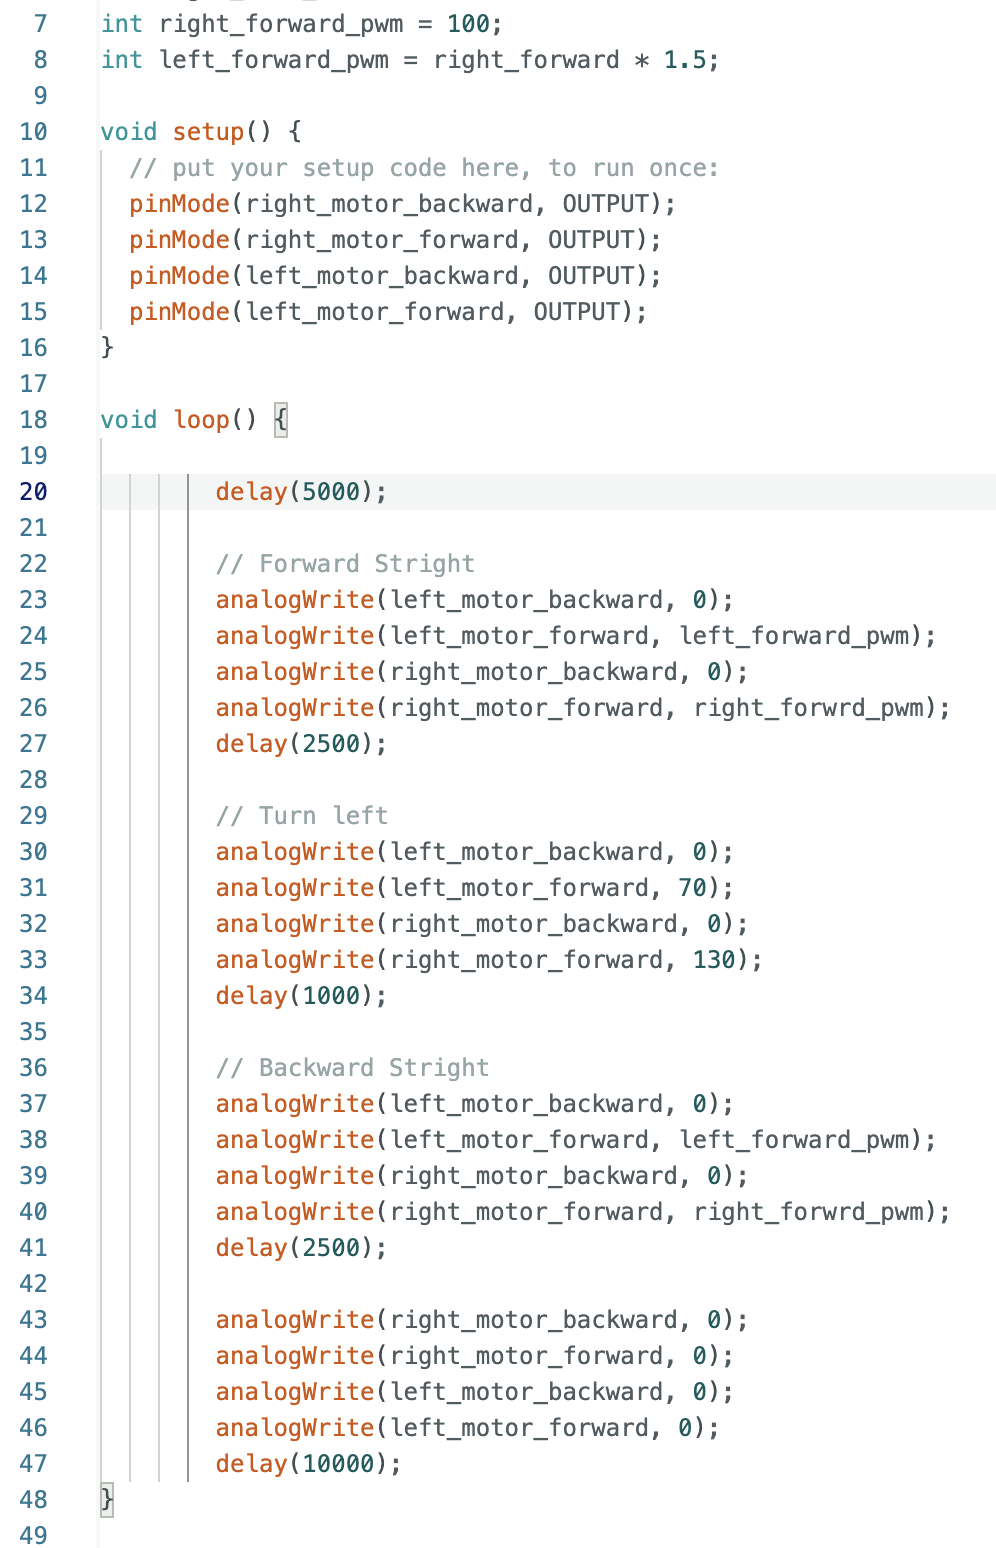 7 int right_forward_pwm = 100;
8 int left_forward_pwm = right_forward * 1.5;
9
10 void setup() {
11 // put your setup code here, to run once:
12 pinMode(right_motor_backward, OUTPUT);
13 pinMode(right_motor_forward, OUTPUT);
14 pinMode(left_motor_backward, OUTPUT);
15 pinMode(left_motor_forward, OUTPUT);
16 }
17
18 void loop() {
19
20 delay(5000);
21
22 // Forward Stright
23 analogWrite(left_motor_backward, 0);
24 analogWrite(left_motor_forward, left_forward_pwm);
25 analogWrite(right_motor_backward, 0);
26 analogWrite(right_motor_forward, right_forwrd_pwm);
27 delay(2500);
28
29 // Turn left
30 analogWrite(left_motor_backward, 0);
31 analogWrite(left_motor_forward, 70);
32 analogWrite(right_motor_backward, 0);
33 analogWrite(right_motor_forward, 130);
34 delay(1000);
35
36 // Backward Stright
37 analogWrite(left_motor_backward, 0);
38 analogWrite(left_motor_forward, left_forward_pwm);
39 analogWrite(right_motor_backward, 0);
40 analogWrite(right_motor_forward, right_forwrd_pwm);
41 delay(2500);
42
43 analogWrite(right_motor_backward, 0);
44 analogWrite(right_motor_forward, 0);
45 analogWrite(left_motor_backward, 0);
46 analogWrite(left_motor_forward, 0);
47 delay(10000);
48 }
49